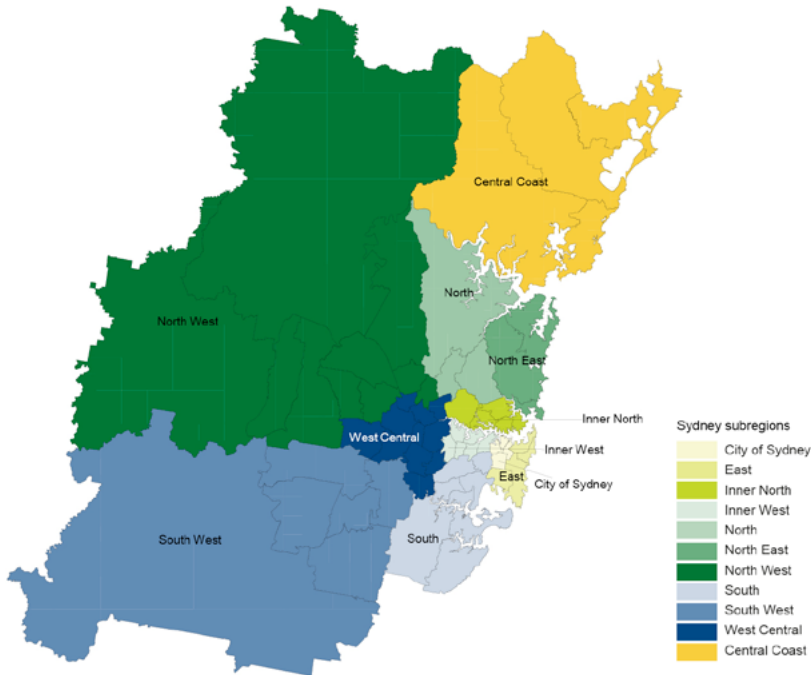 Central Coast
North
North West
North East
Inner North
West Central
Inner West
East
City of Sydney
South West
South
Sydney subregions
City of Sydney
East
Inner North
Inner West
North
North East
North West
South
South West
West Central
Central Coast